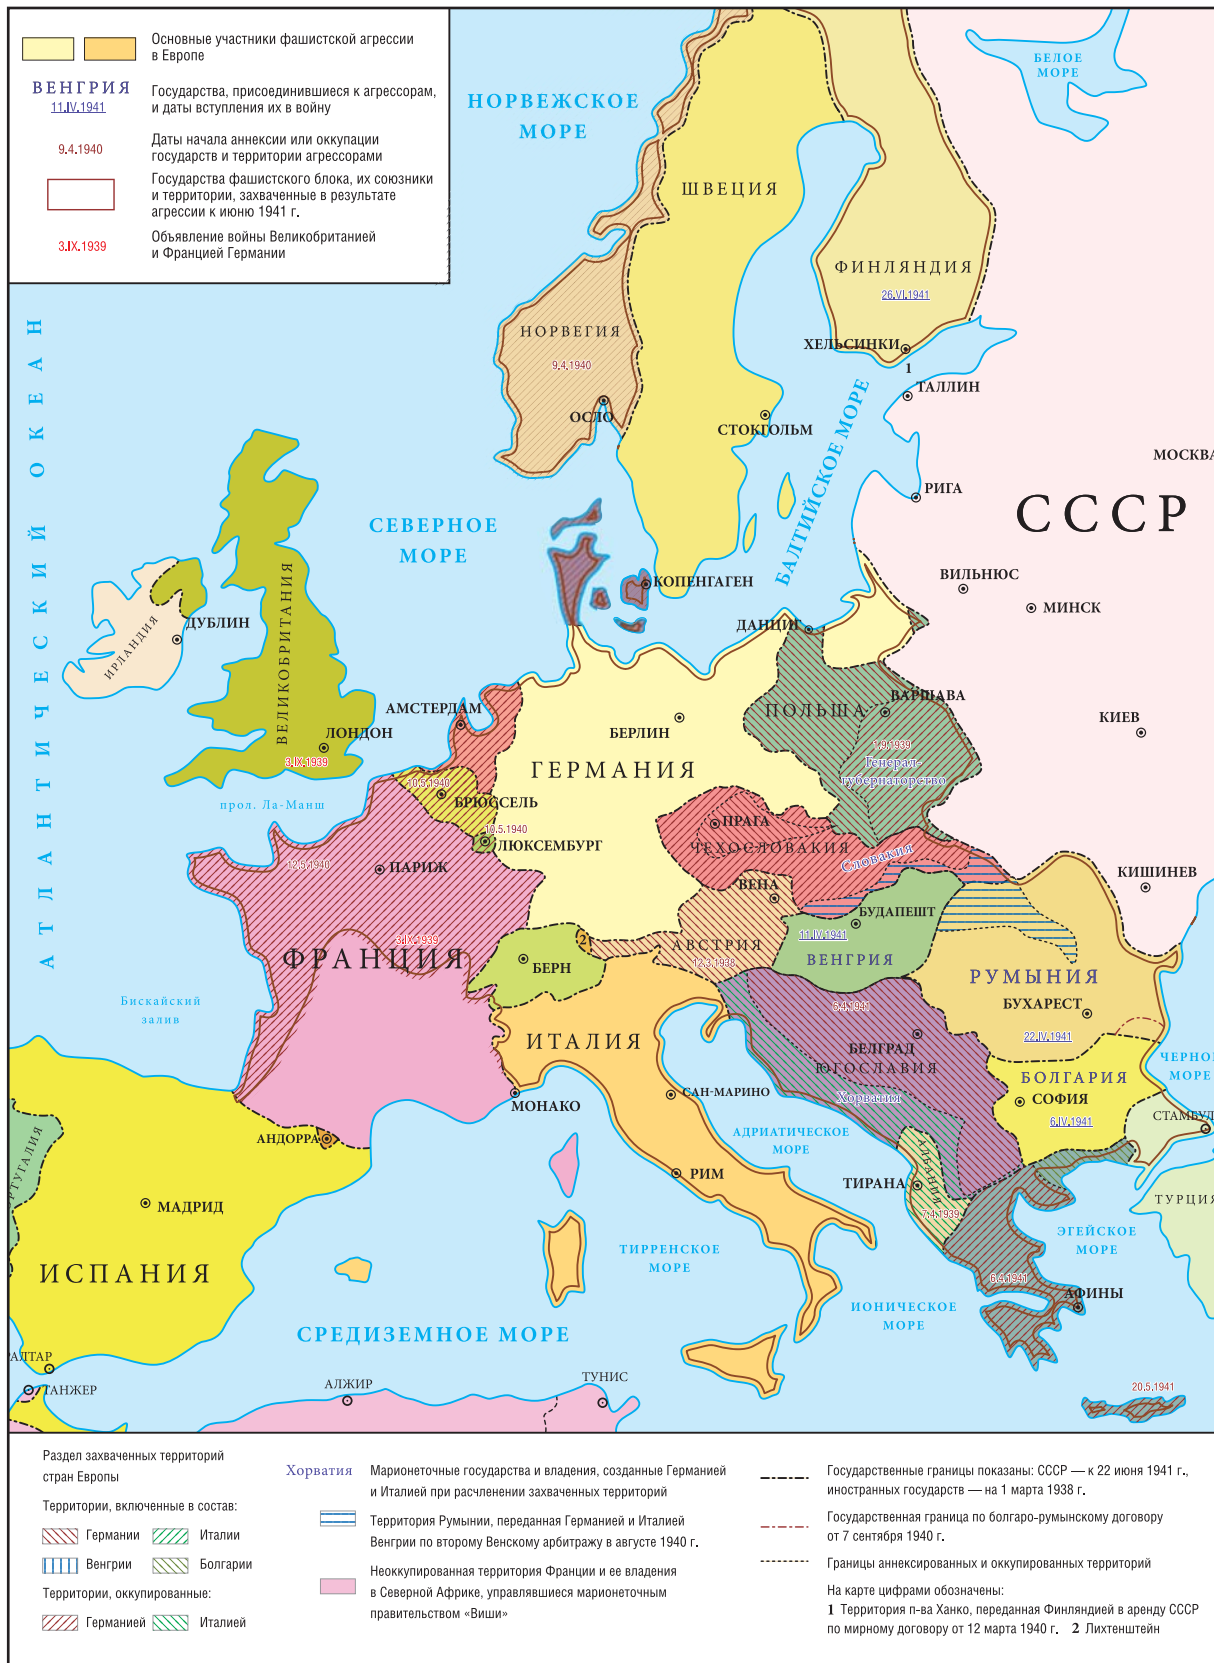 Основные участники фашистской агрессии
в Европе
ВЕНГРИЯ
11.IV.1941
Государства, присоединившиеся к агрессорам,
и даты вступления их в войну
9.4.1940
Даты начала аннексии или оккупации
государств и территории агрессорами
Государства фашистского блока, их союзники
и территории, захваченные в результате
агрессии к июню 1941 г.
3.IX.1939
Объявление войны Великобританией
и Францией Германии
НОРВЕЖСКОЕ
МОРЕ
БЕЛОЕ
МОРЕ
ШВЕЦИЯ
ФИНЛЯНДИЯ
26.VI.1941
НОРВЕГИЯ
9.4.1940
ХЕЛЬСИНКИ
1
ТАЛЛИН
ОСЛО
СТОКГОЛЬМ
БАЛТИЙСКОЕ МОРЕ
МОСКВА
РИГА
СССР
АТЛАНТИЧЕСКИЙ ОКЕАН
СЕВЕРНОЕ
МОРЕ
КОПЕНГАГЕН
ВИЛЬНЮС
МИНСК
ДУБЛИН
ИРЛАНДИЯ
ВЕЛИКОБРИТАНИЯ
ДАНЦИГ
ВАРШАВА
ПОЛЬША
АМСТЕРДАМ
БЕРЛИН
КИЕВ
ЛОНДОН
3.IX.1939
1.9.1939
Генерал-
губернаторство
ГЕРМАНИЯ
10.5.1940
БРЮССЕЛЬ
прол. Ла-Манш
10.5.1940
ЛЮКСЕМБУРГ
ПРАГА
ЧЕХОСЛОВАКИЯ
Словакия
12.5.1940
ПАРИЖ
КИШИНЕВ
ВЕНА
БУДАПЕШТ
11.IV.1941
3.IX.1939
ФРАНЦИЯ
2
БЕРН
АВСТРИЯ
12.3.1938
ВЕНГРИЯ
РУМЫНИЯ
БУХАРЕСТ
22.IV.1941
Бискайский
залив
6.4.1941
ИТАЛИЯ
БЕЛГРАД
ЮГОСЛАВИЯ
Хорватия
БОЛГАРИЯ
СОФИЯ
6.IV.1941
ЧЕРНОЕ
МОРЕ
СТАМБУЛ
МОНАКО
САН-МАРИНО
АНДОРРА
АДРИАТИЧЕСКОЕ
МОРЕ
РТУГАЛИЯ
МАДРИД
РИМ
ТИРАНА
АЛБАНИЯ
7.4.1939
ТУРЦИЯ
ЭГЕЙСКОЕ
МОРЕ
ИСПАНИЯ
ТИРРЕНСКОЕ
МОРЕ
6.4.1941
АФИНЫ
ИОНИЧЕСКОЕ
МОРЕ
СРЕДИЗЕМНОЕ МОРЕ
РАЛТАР
ТАНЖЕР
АЛЖИР
ТУНИС
20.5.1941
Раздел захваченных территорий
стран Европы
Территории, включенные в состав:
Германии
Италии
Венгрии
Болгарии
Территории, оккупированные:
Германией
Италией
Хорватия
Марионеточные государства и владения, созданные Германией
и Италией при расчленении захваченных территорий
Территория Румынии, переданная Германией и Италией
Венгрии по второму Венскому арбитражу в августе 1940 г.
Неоккупированная территория Франции и ее владения
в Северной Африке, управлявшиеся марионеточным
правительством «Виши»
Государственные границы показаны: СССР — к 22 июня 1941 г.,
иностранных государств — на 1 марта 1938 г.
Государственная граница по болгаро-румынскому договору
от 7 сентября 1940 г.
Границы аннексированных и оккупированных территорий
На карте цифрами обозначены:
1 Территория п-ва Ханко, переданная Финляндией в аренду СССР
по мирному договору от 12 марта 1940 г. 2 Лихтенштейн